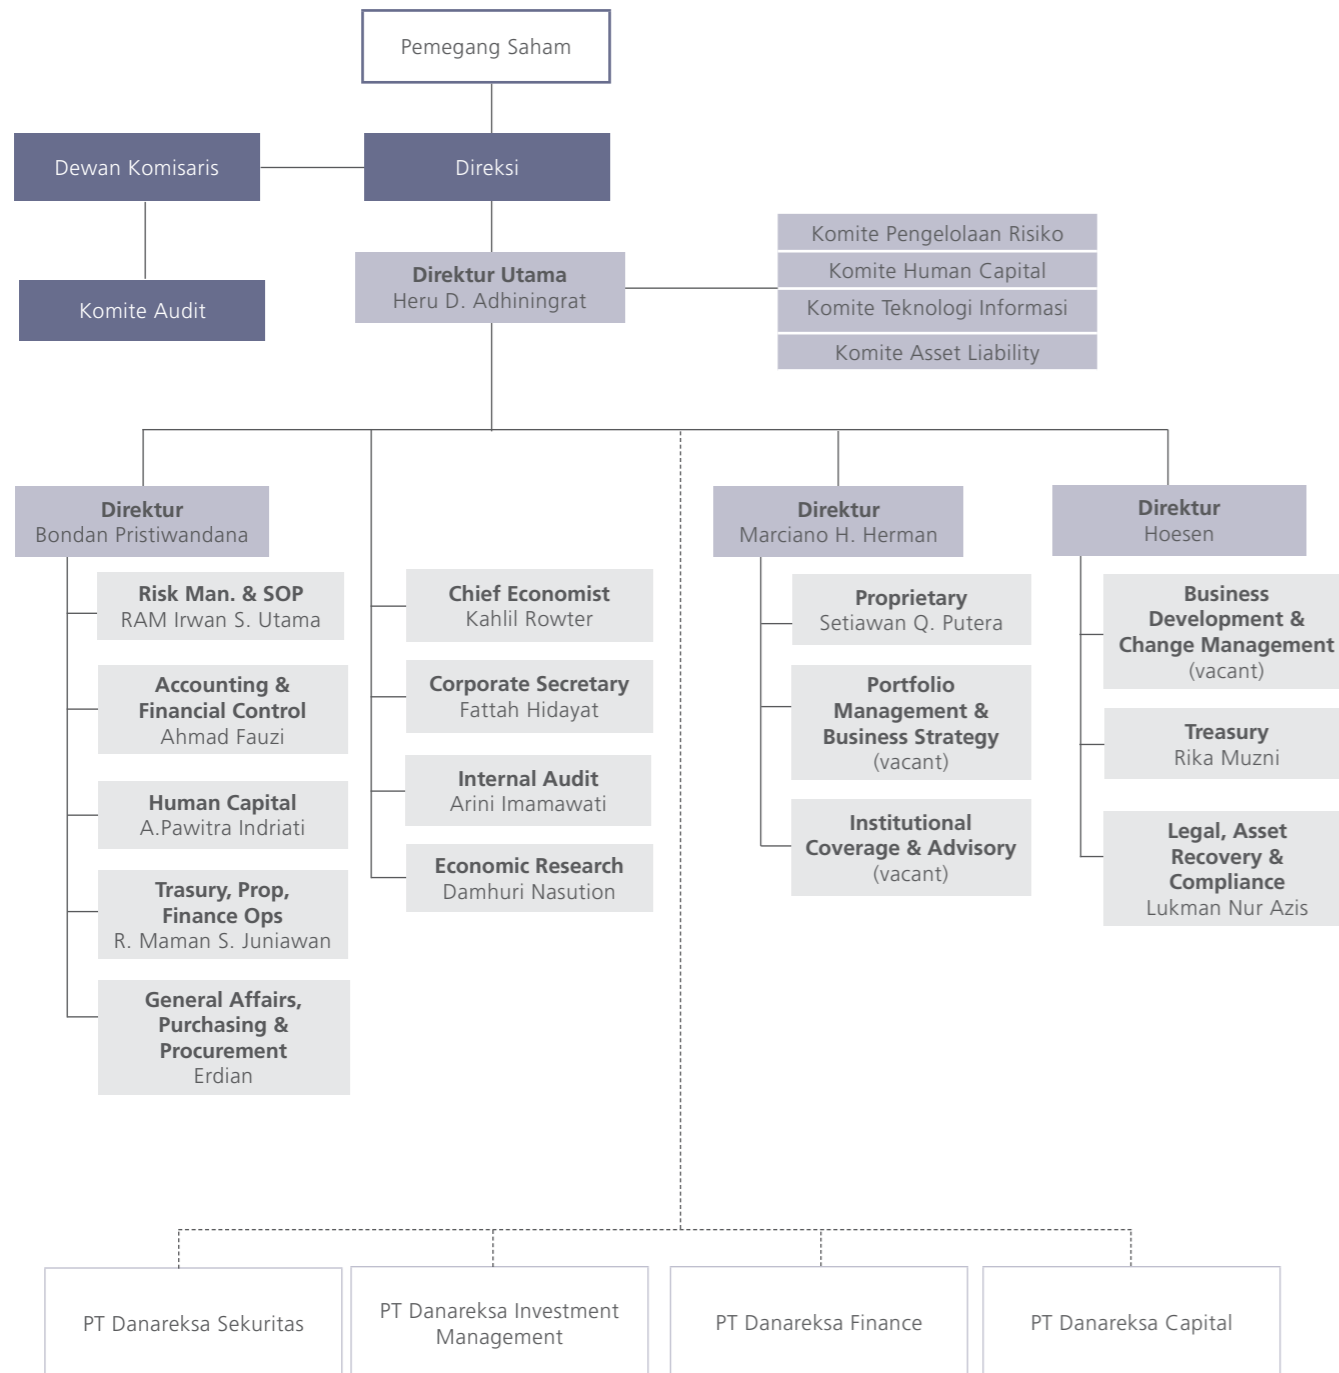 Pemegang Saham
Dewan Komisaris
Direksi
Komite Audit
Direktur Utama
Heru D. Adhiningrat
Komite Pengelolaan Risiko
Komite Human Capital
Komite Teknologi Informasi
Komite Asset Liability
Direktur
Bondan Pristiwandana
Risk Man. & SOP
RAM Irwan S. Utama
Accounting &
Financial Control
Ahmad Fauzi
Human Capital
A.Pawitra Indriati
Trasury, Prop,
Finance Ops
R. Maman S. Juniawan
General Affairs,
Purchasing &
Procurement
Erdian
Chief Economist
Kahlil Rowter
Corporate Secretary
Fattah Hidayat
Internal Audit
Arini Imamawati
Economic Research
Damhuri Nasution
Direktur
Marciano H. Herman
Proprietary
Setiawan Q. Putera
Portfolio
Management &
Business Strategy
(vacant)
Institutional
Coverage & Advisory
(vacant)
Direktur
Hoesen
Business
Development &
Change Management
(vacant)
Treasury
Rika Muzni
Legal, Asset
Recovery &
Compliance
Lukman Nur Azis
PT Danareksa Sekuritas
PT Danareksa Investment
Management
PT Danareksa Finance
PT Danareksa Capital